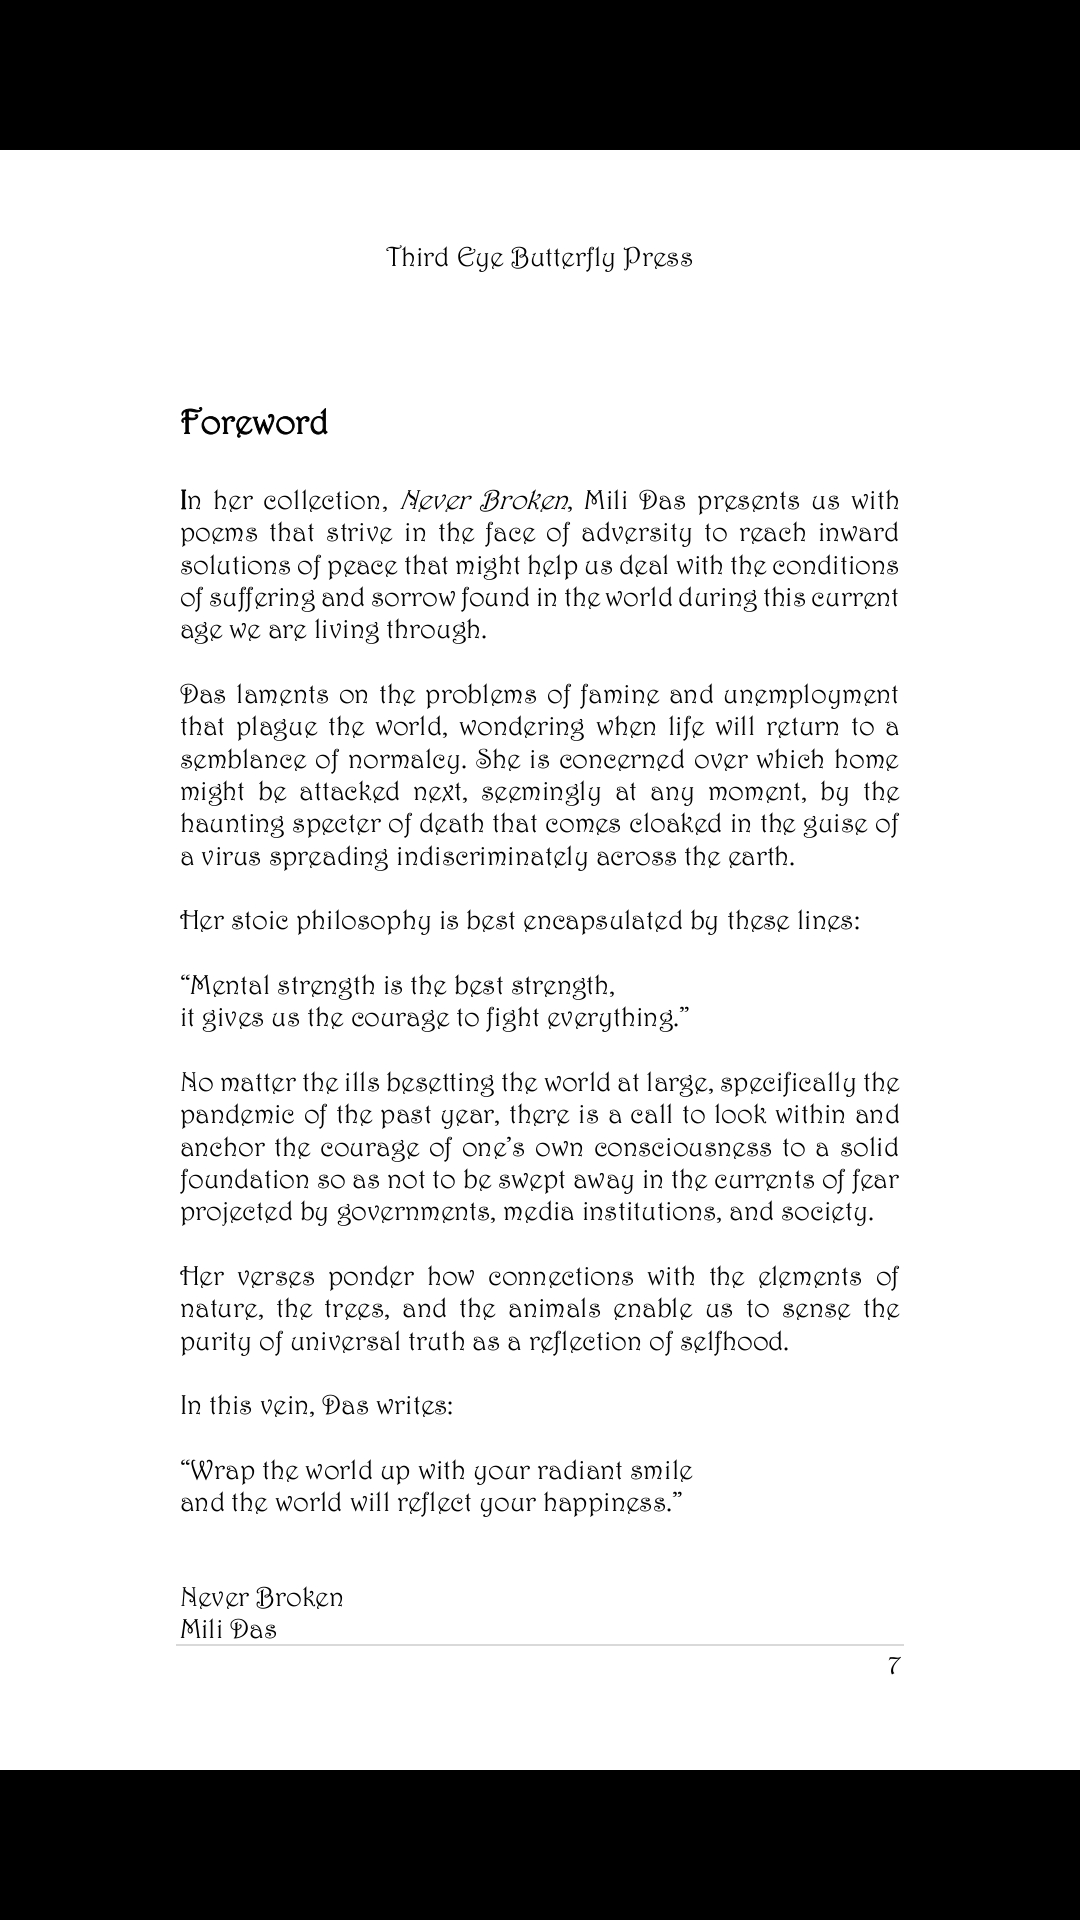 Third Eye Butterfly Press
Foreword
In her collection, Never Broken, Mili Das presents us with
poems that strive in the face of adversity to reach inward
solutions of peace that might help us deal with the conditions
of suffering and sorrow found in the world during this current
age we are living through.
Das laments on the problems of famine and unemployment
that plague the world, wondering when life will return to a
semblance of normalcy. She is concerned over which home
might be attacked next, seemingly at any moment, by the
haunting specter of death that comes cloaked in the guise of
a virus spreading indiscriminately across the earth.
Her stoic philosophy is best encapsulated by these lines:
“Mental strength is the best strength,
it gives us the courage to fight everything.”
No matter the ills besetting the world at large, specifically the
pandemic of the past year, there is a call to look within and
anchor the courage of one’s own consciousness to a solid
foundation so as not to be swept away in the currents of fear
projected by governments, media institutions, and society.
Her verses ponder how connections with the elements of
nature, the trees, and the animals enable us to sense the
purity of universal truth as a reflection of selfhood.
In this vein, Das writes:
“Wrap the world up with your radiant smile
and the world will reflect your happiness.”
Never Broken
Mili Das
7